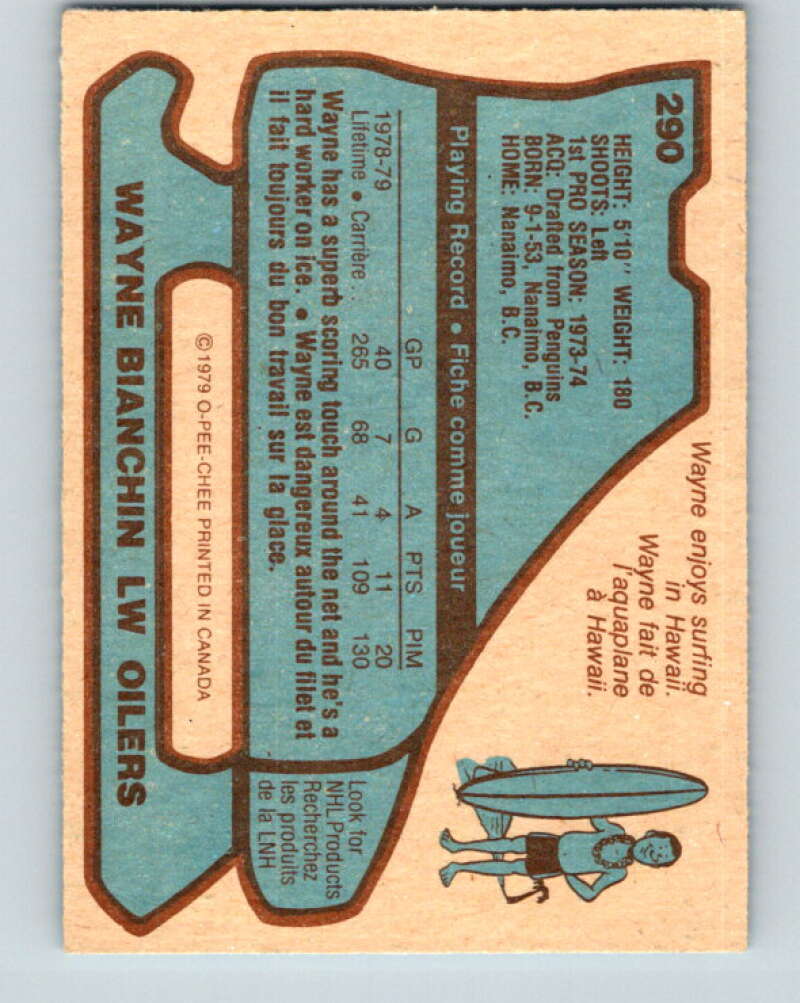 290
HEIGHT: 5'10" WEIGHT: 180
SHOOTS: Left
1st PRO SEASON: 1973-74
ACQ: Drafted from Penguins
BORN: 9-1-53, Nanaimo, B.C.
HOME: Nanaimo, B.C.
Wayne enjoys surfing
in Hawaii.
Wayne fait de
l'aquaplane
à Hawaii.
Playing Record • Fiche comme joueur
GP G A PTS PIM
1978-79 40 7 4 11 20
Lifetime • Carrière .. 265 68 41 109 130
Wayne has a superb scoring touch around the net and he's a
hard worker on ice. • Wayne est dangereux autour du filet et
il fait toujours du bon travail sur la glace.
Look for
NHL Products
Recherchez
les produits
de la LNH
©1979 O-PEE-CHEE PRINTED IN CANADA
WAYNE BIANCHIN LW OILERS